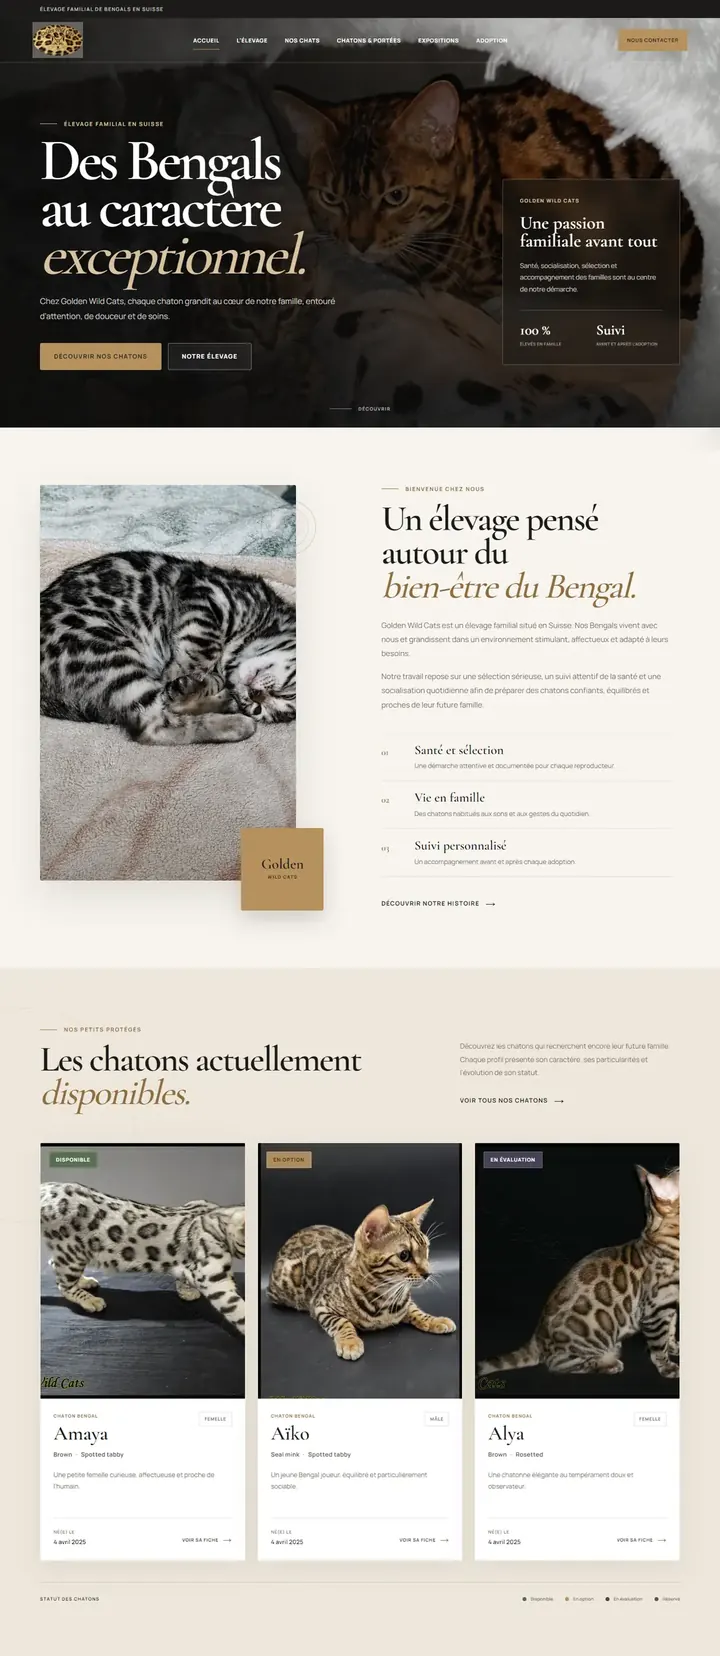 ÉLEVAGE FAMILIAL DE BENGALS EN SUISSE
ACCUEIL
L'ÉLEVAGE
NOS CHATS
CHATONS & PORTÉES
EXPOSITIONS
ADOPTION
NOUS CONTACTER
ÉLEVAGE FAMILIAL EN SUISSE
Des Bengals
au caractère
exceptionnel.
Chez Golden Wild Cats, chaque chaton grandit au cœur de notre famille, entouré
d'attention, de douceur et de soins.
DÉCOUVRIR NOS CHATONS
NOTRE ÉLEVAGE
GOLDEN WILD CATS
Une passion
familiale avant tout
Santé, socialisation, sélection et
accompagnement des familles sont au centre
de notre démarche.
100 %
ÉLEVÉS EN FAMILLE
Suivi
AVANT ET APRÈS L'ADOPTION
DÉCOUVRIR
BIENVENUE CHEZ NOUS
Un élevage pensé
autour du
bien-être du Bengal.
Golden Wild Cats est un élevage familial situé en Suisse. Nos Bengals vivent avec
nous et grandissent dans un environnement stimulant, affectueux et adapté à leurs
besoins.
Notre travail repose sur une sélection sérieuse, un suivi attentif de la santé et une
socialisation quotidienne afin de préparer des chatons confiants, équilibrés et
proches de leur future famille.
01
Santé et sélection
Une démarche attentive et documentée pour chaque reproducteur.
02
Vie en famille
Des chatons habitués aux sons et aux gestes du quotidien.
03
Suivi personnalisé
Un accompagnement avant et après chaque adoption.
Golden
WILD CATS
DÉCOUVRIR NOTRE HISTOIRE
NOS PETITS PROTÉGÉS
Les chatons actuellement
disponibles.
Découvrez les chatons qui recherchent encore leur future famille.
Chaque profil présente son caractère, ses particularités et
l'évolution de son statut.
VOIR TOUS NOS CHATONS
DISPONIBLE
ild Cats
CHATON BENGAL
FEMELLE
Amaya
Brown · Spotted tabby
Une petite femelle curieuse, affectueuse et proche de
l'humain.
NÉ(E) LE
4 avril 2025
VOIR SA FICHE
EN OPTION
CHATON BENGAL
MÂLE
Aïko
Seal mink · Spotted tabby
Un jeune Bengal joueur, équilibré et particulièrement
sociable.
NÉ(E) LE
4 avril 2025
VOIR SA FICHE
EN ÉVALUATION
Cats
CHATON BENGAL
FEMELLE
Alya
Brown · Rosetted
Une chatonne élégante au tempérament doux et
observateur.
NÉ(E) LE
4 avril 2025
VOIR SA FICHE
STATUT DES CHATONS
Disponible
En option
En évaluation
Réservé